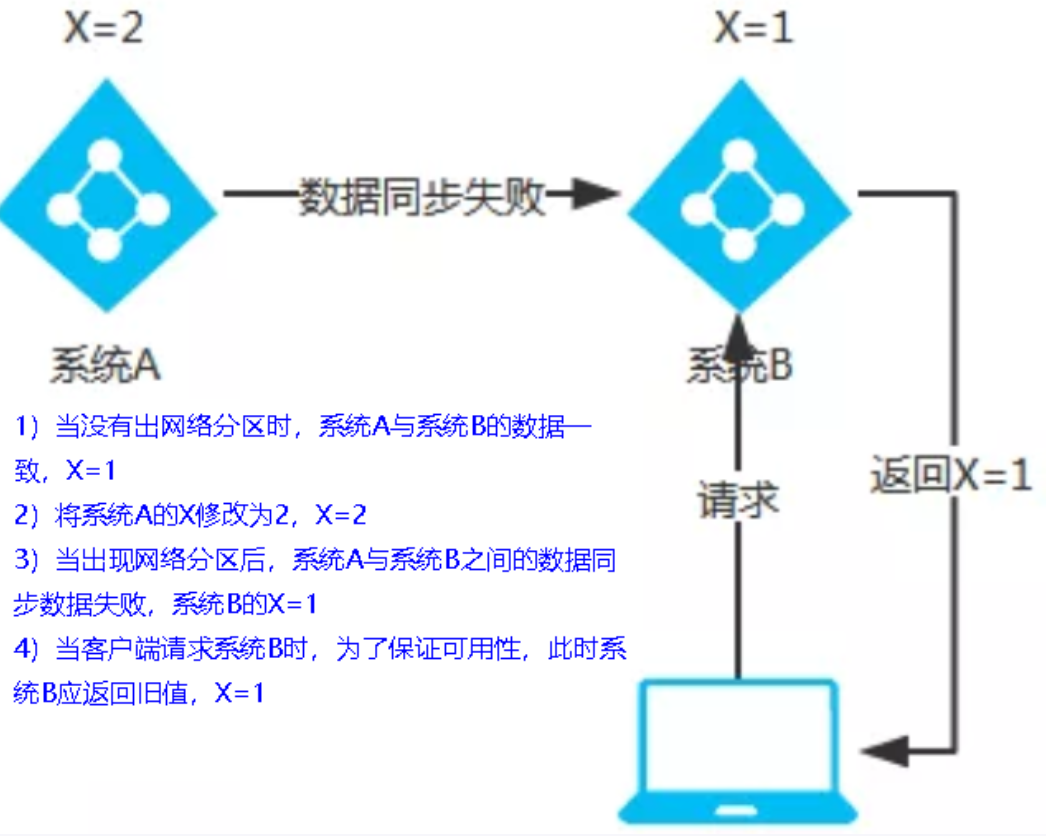 X=2
X=1
数据同步失败
系统A
系统B
1）当没有出网络分区时，系统A与系统B的数据一
致，X=1
2）将系统A的X修改为2，X=2
3）当出现网络分区后，系统A与系统B之间的数据同
步数据失败，系统B的X=1
4）当客户端请求系统B时，为了保证可用性，此时系
统B应返回旧值，X=1
请求
返回X=1